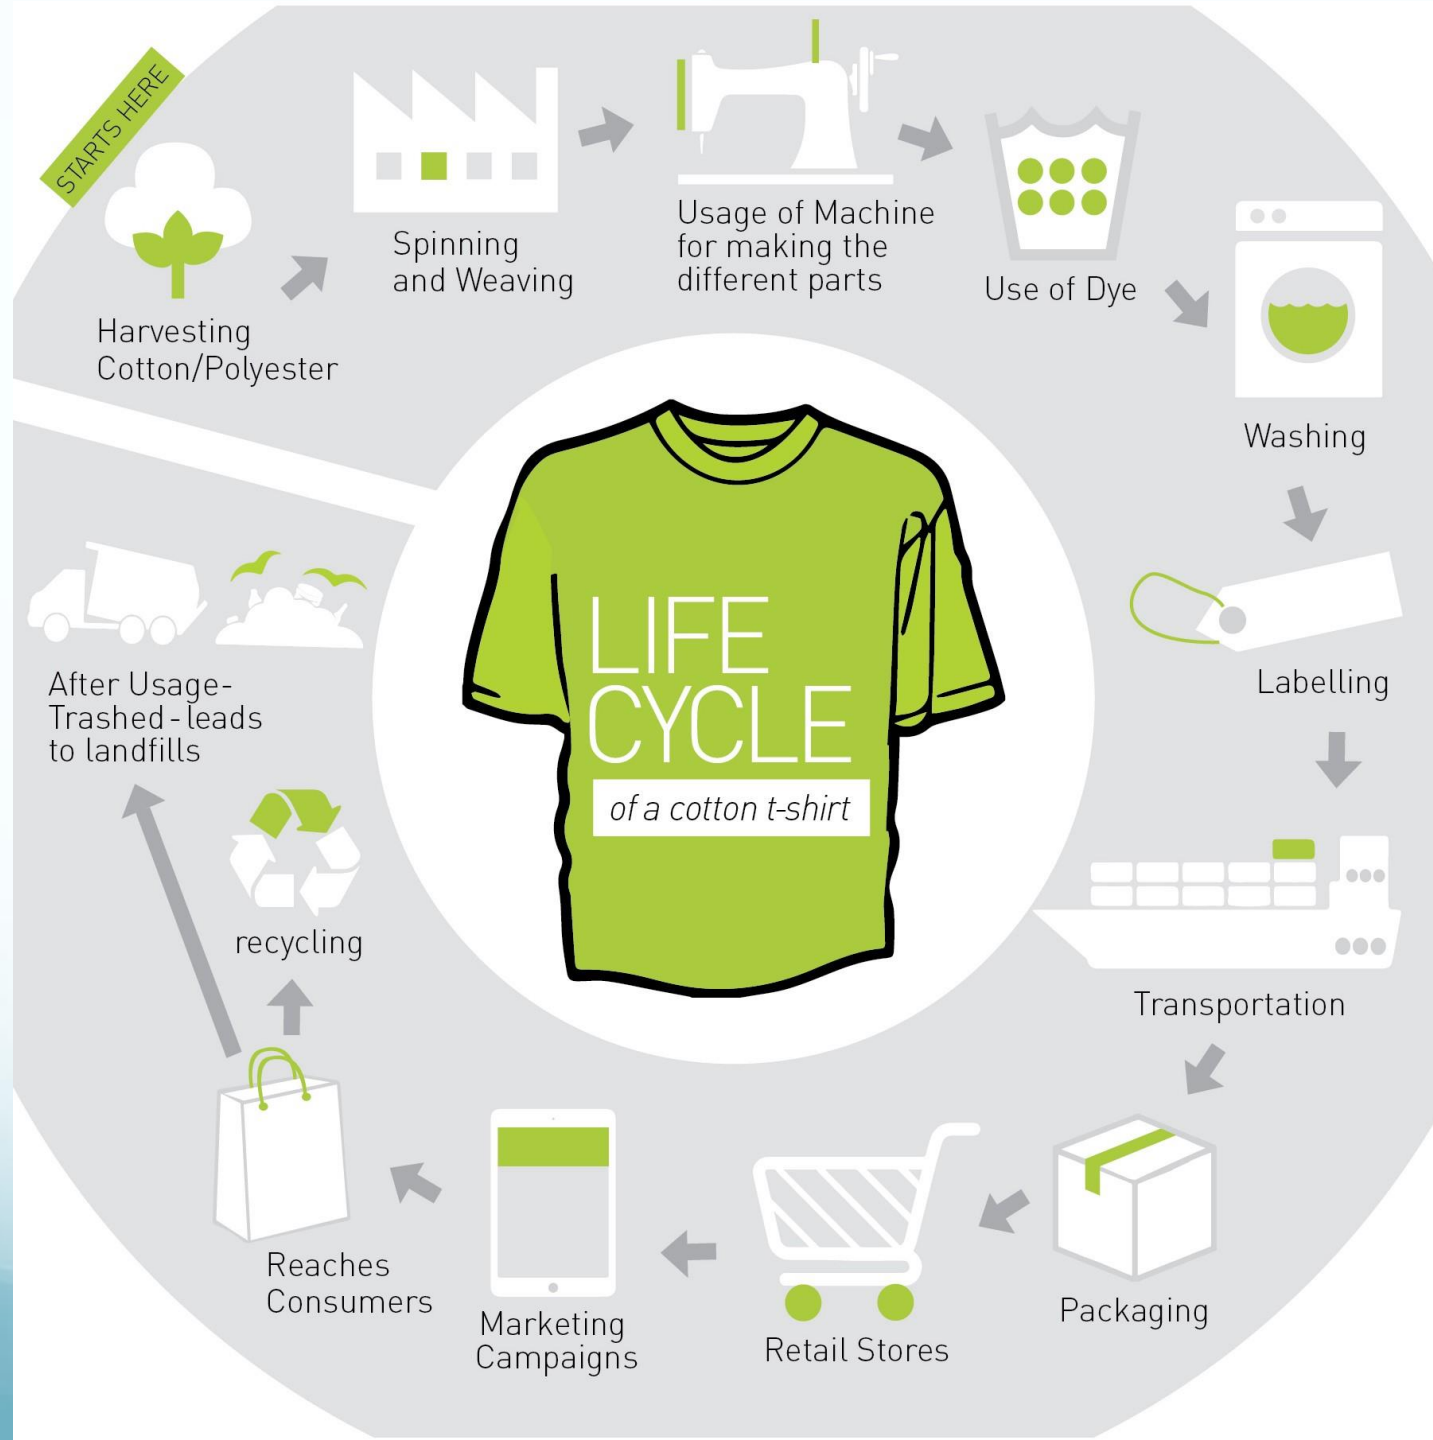 STARTS HERE
Harvesting
Cotton/Polyester
Spinning
and Weaving
Usage of Machine
for making the
different parts
Use of Dye
Washing
Labelling
Transportation
Packaging
Retail Stores
Marketing
Campaigns
Reaches
Consumers
recycling
After Usage-
Trashed-leads
to landfills
LIFE
CYCLE
of a cotton t-shirt